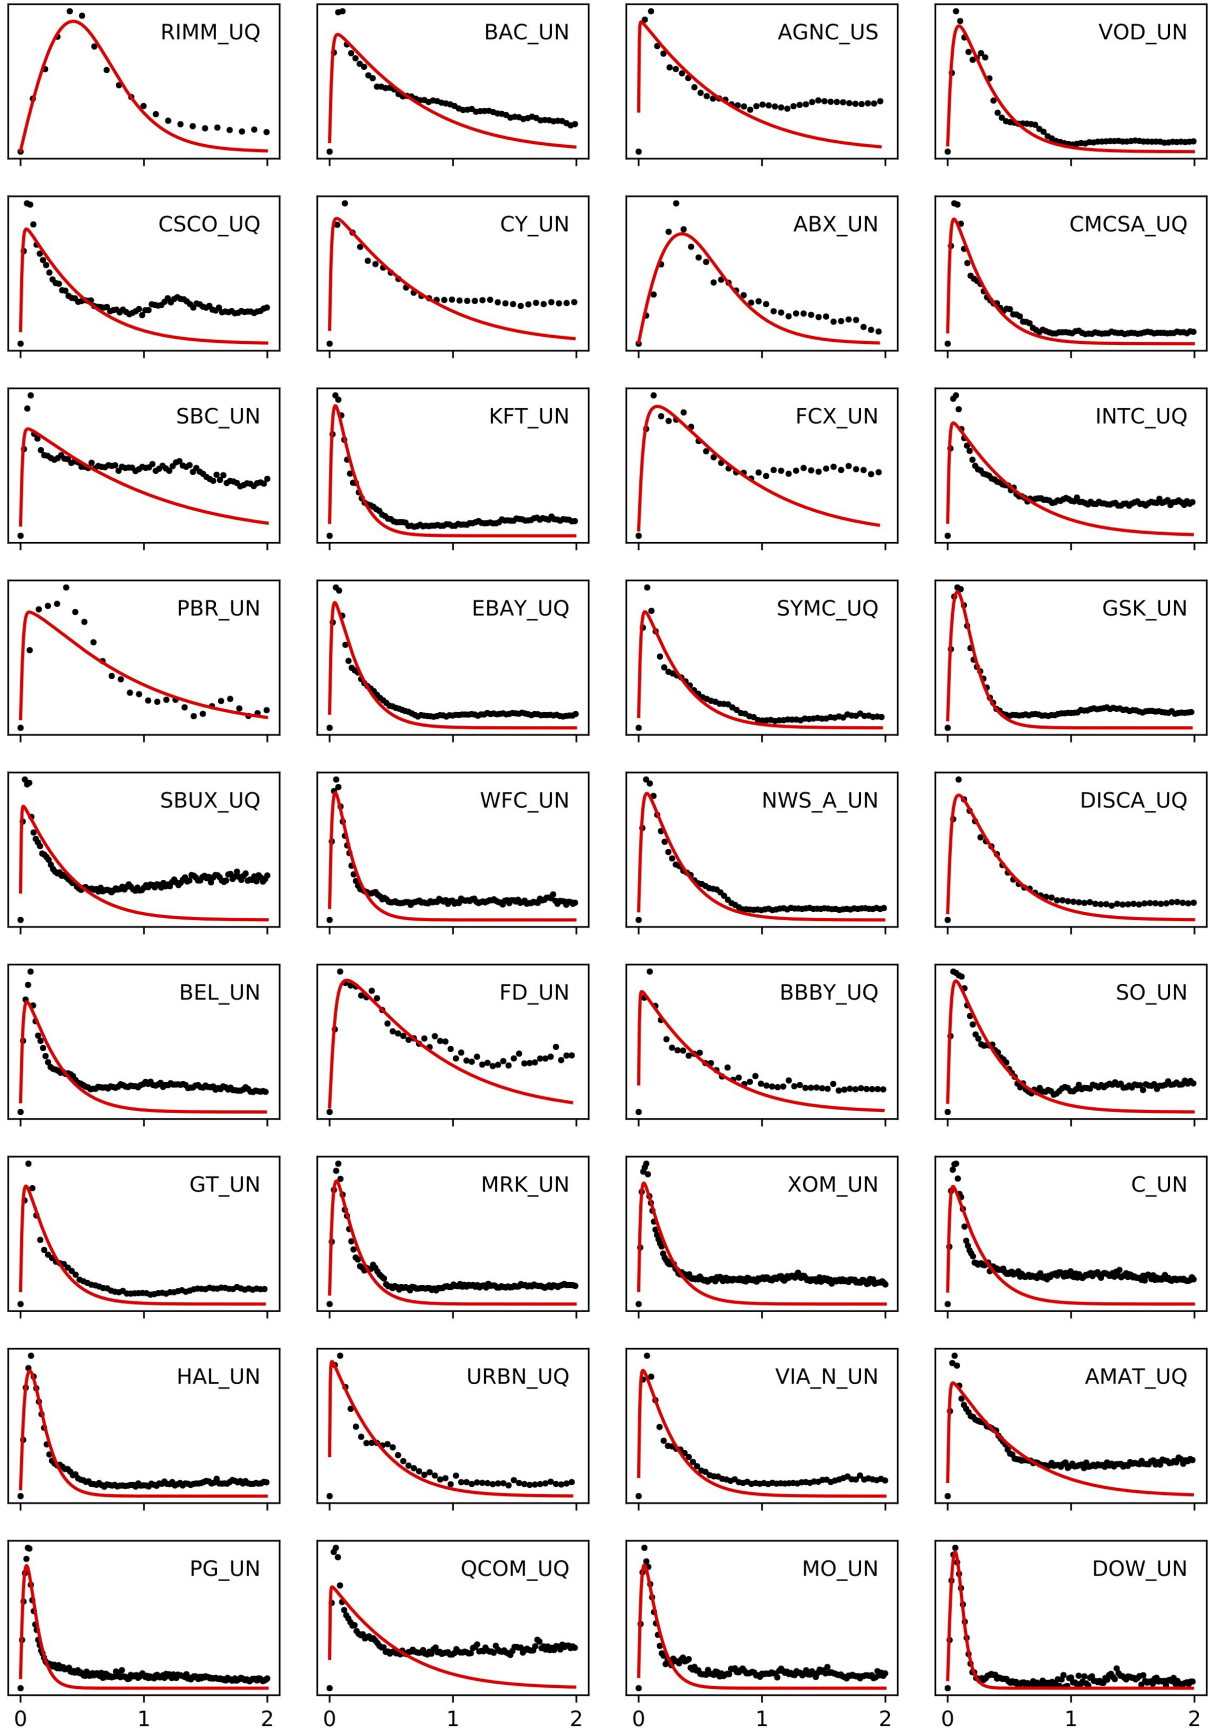 RIMM_UQ BAC_UN AGNC_US VOD_UN
CSCO_UQ CY_UN ABX_UN CMCSA_UQ
SBC_UN KFT_UN FCX_UN INTC_UQ
PBR_UN EBAY_UQ SYMC_UQ GSK_UN
SBUX_UQ WFC_UN NWS_A_UN DISCA_UQ
BEL_UN FD_UN BBBY_UQ SO_UN
GT_UN MRK_UN XOM_UN C_UN
HAL_UN URBN_UQ VIA_N_UN AMAT_UQ
PG_UN QCOM_UQ MO_UN DOW_UN
0 1 2 0 1 2 0 1 2 0 1 2